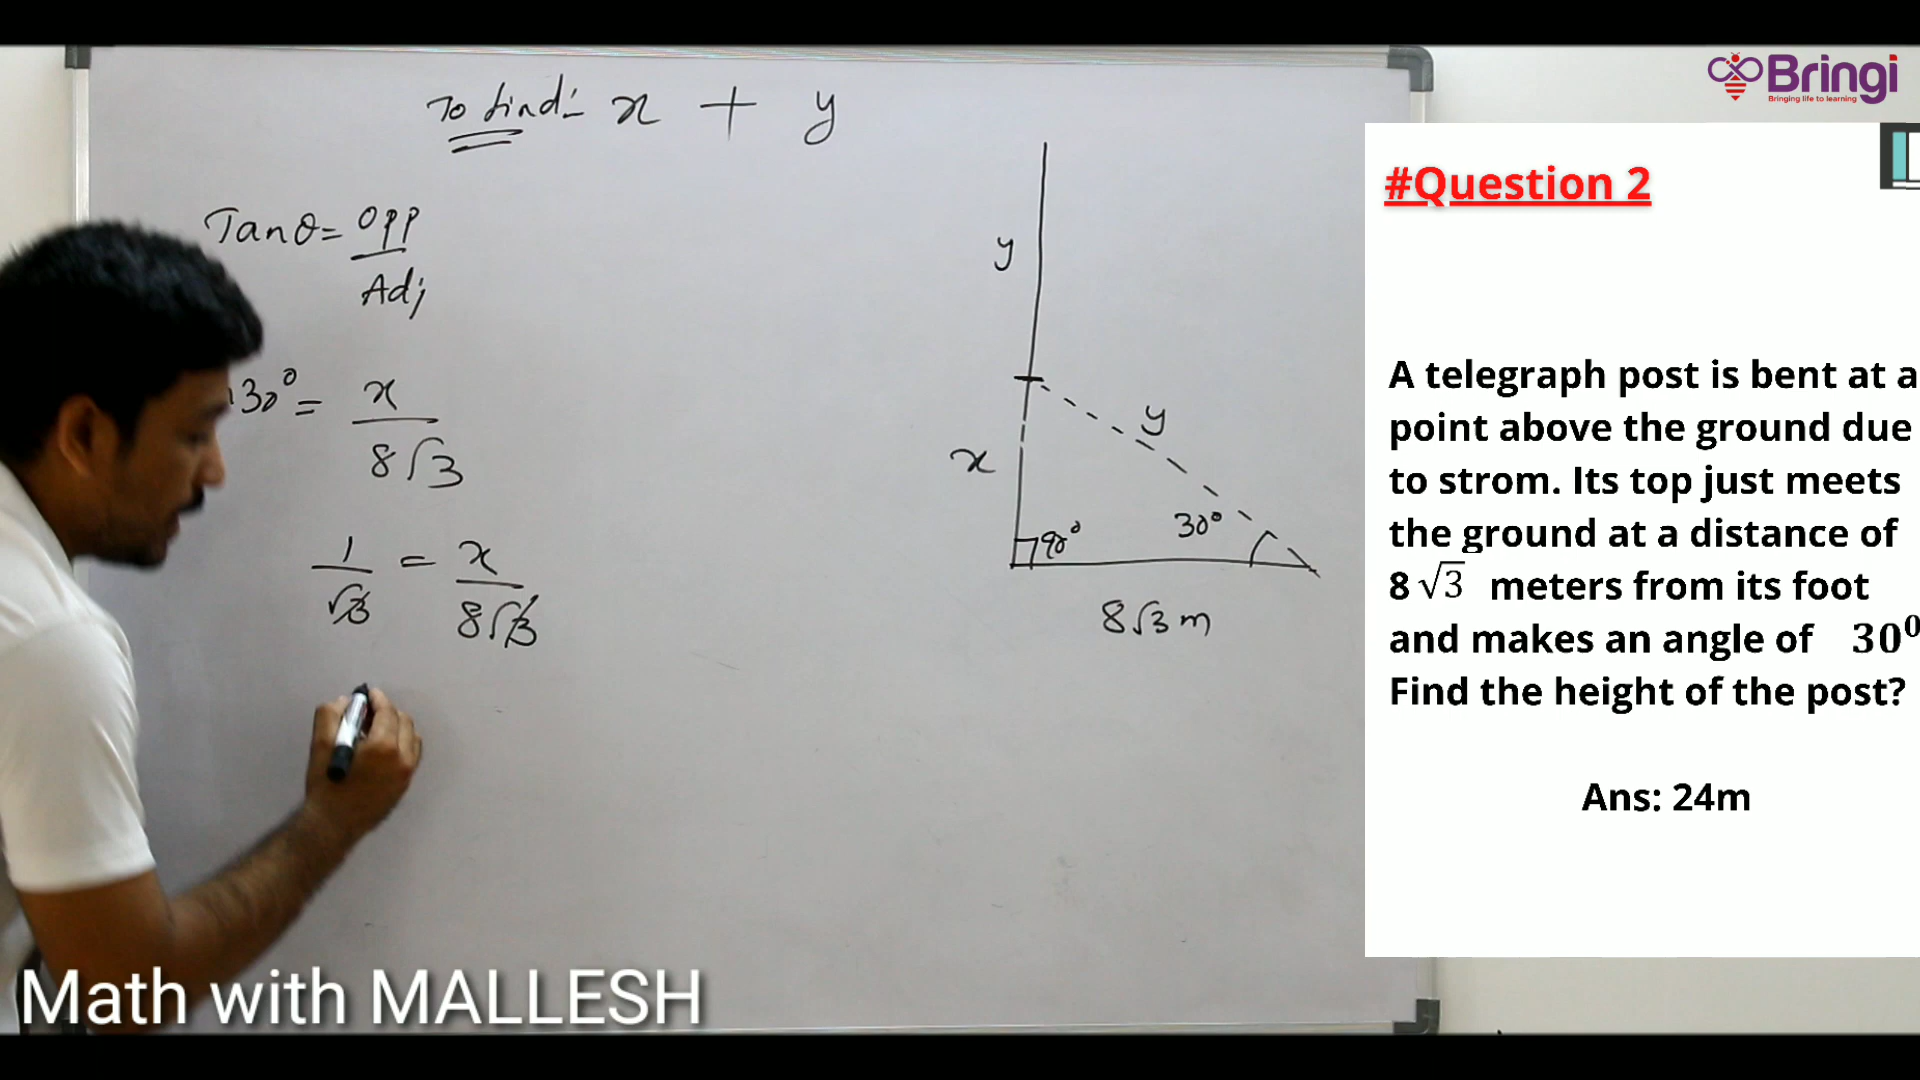 To find:- x + y
Tanθ = Opp
Adj
30° = x
8√3
1 = x
√3 8√3
y
y
x
90°
30°
8√3 m
Bringi
Bringing life to learning
#Question 2
A telegraph post is bent at a
point above the ground due
to strom. Its top just meets
the ground at a distance of
8 √3 meters from its foot
and makes an angle of 30⁰
Find the height of the post?
Ans: 24m
Math with MALLESH